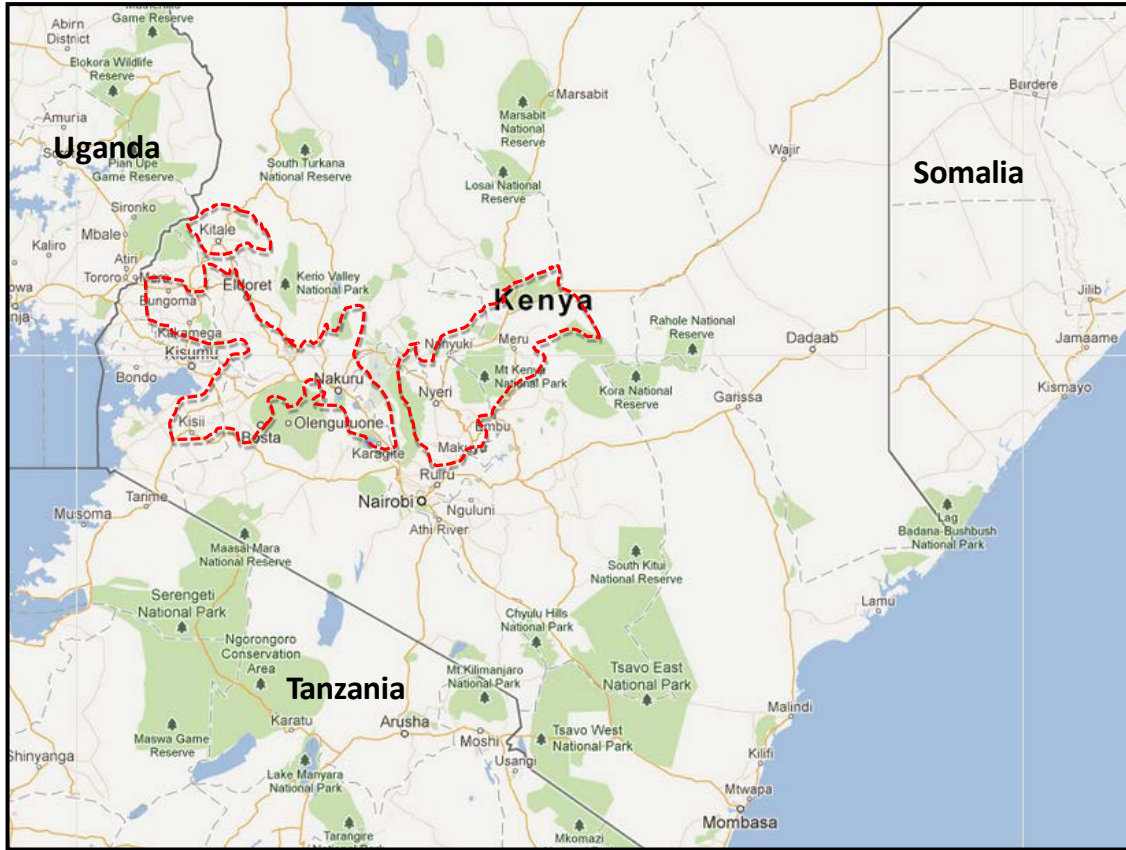 Game Reserve
Abirn
District
Elokora Wildlife
Reserve
Amuria
Uganda
Pian Upe
Game Reserve
Sironko
Mbale
Kaliro
Atiri
Tororo
Kitale
South Turkana
National Reserve
Marsabit
Marsabit
National
Reserve
Losai National
Reserve
Wajir
Bardere
Somalia
Eldoret
Kerio Valley
National Park
Bungoma
Kakamega
Kisumu
Bondo
Kenya
Nanyuki
Meru
Mt Kenya
National Park
Nyeri
Nakuru
Rahole National
Reserve
Kora National
Reserve
Dadaab
Garissa
Jilib
Jamaame
Kismayo
Kisii
Bosta
Olenguruone
Karagite
Embu
Makuyu
Ruiru
Nairobi
Nguluni
Athi River
Tarime
Musoma
Maasai Mara
National Reserve
Serengeti
National Park
Ngorongoro
Conservation
Area
Tanzania
Karatu
Maswa Game
Reserve
Shinyanga
Lake Manyara
National Park
Tarangire
National Park
Arusha
Mt Kilimanjaro
National Park
Moshi
Usangi
Chyulu Hills
National Park
South Kitui
National Reserve
Tsavo East
National Park
Tsavo West
National Park
Mkomazi
Lag
Badana-Bushbush
National Park
Lamu
Malindi
Kilifi
Mtwapa
Mombasa